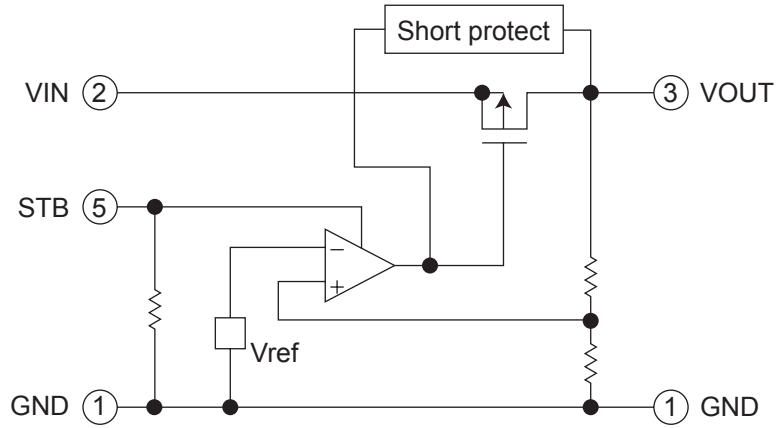 Short protect
VIN 2
3 VOUT
STB 5
−
+
Vref
GND 1
1 GND